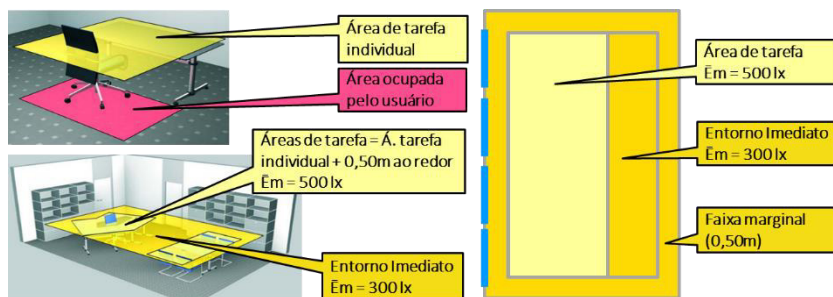 Área de tarefa
individual
Área ocupada
pelo usuário
Áreas de tarefa = Á. tarefa
individual + 0,50m ao redor
Ēm = 500 lx
Entorno Imediato
Ēm = 300 lx
Área de tarefa
Ēm = 500 lx
Entorno Imediato
Ēm = 300 lx
Faixa marginal
(0,50m)